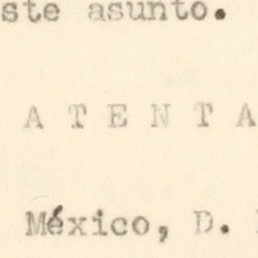 ste asunto.
A T E N T A
México, D.